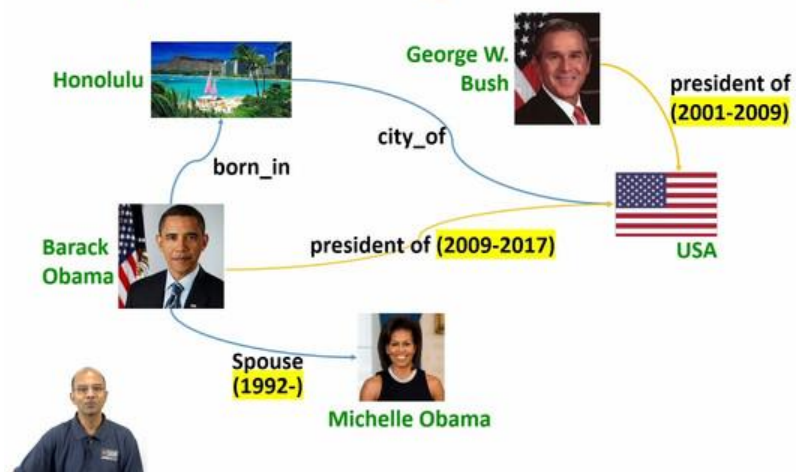 Honolulu
George W.
Bush
president of
(2001-2009)
city_of
born_in
Barack
Obama
president of (2009-2017)
USA
Spouse
(1992-)
Michelle Obama